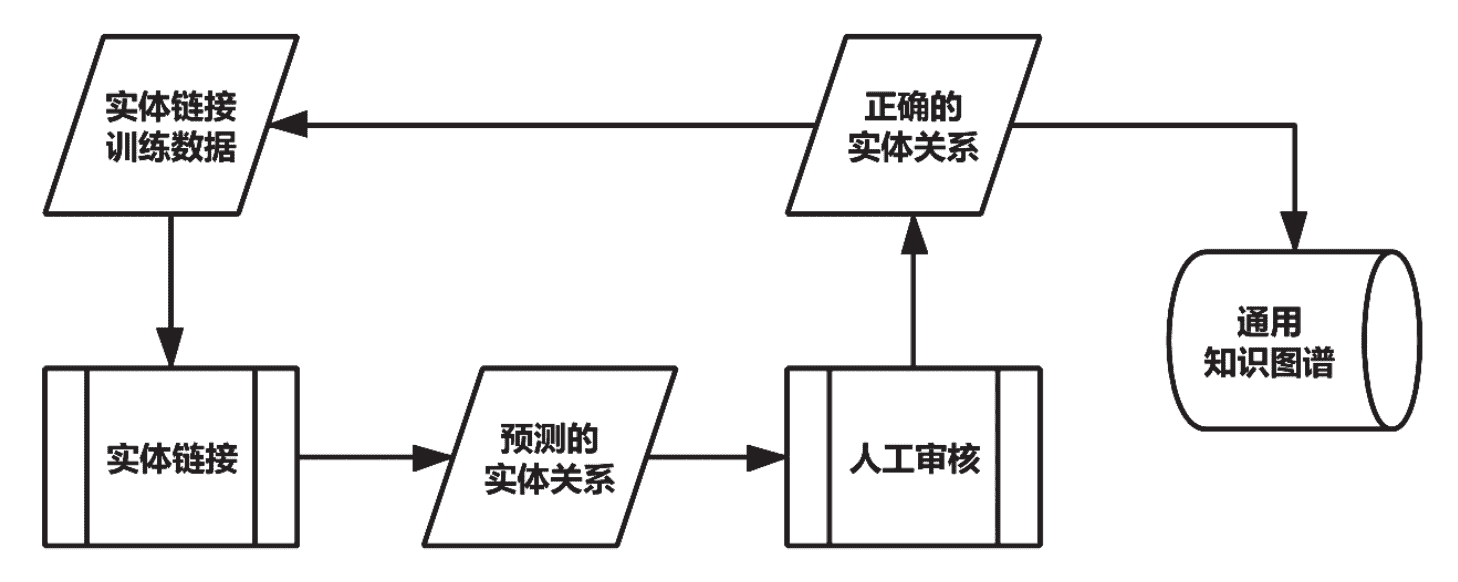 实体链接
训练数据
正确的
实体关系
通用
知识图谱
实体链接
预测的
实体关系
人工审核